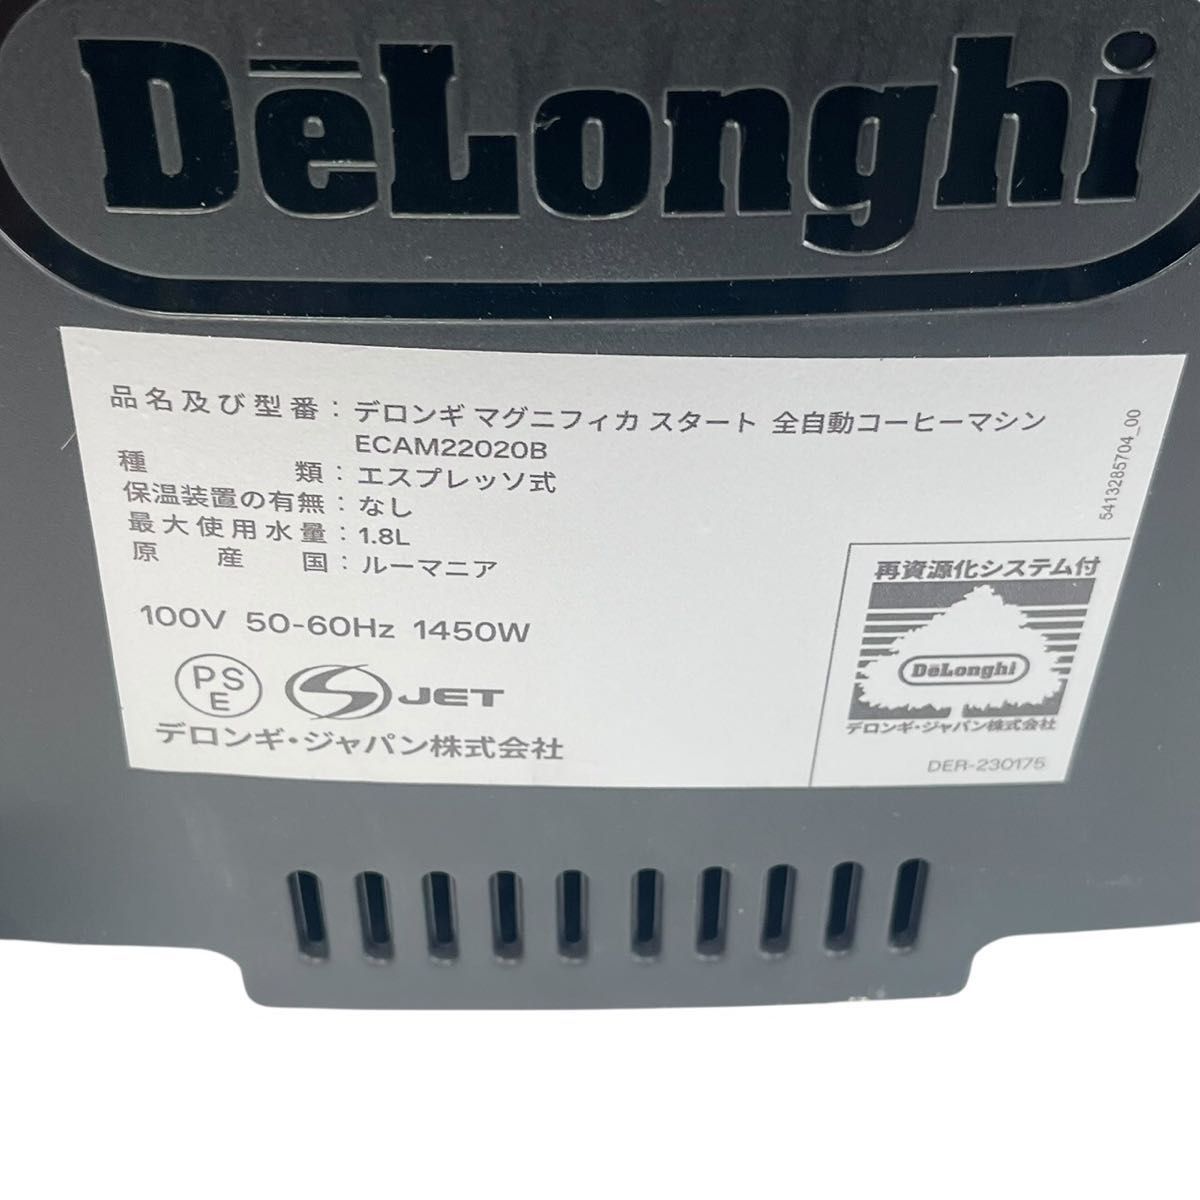 DēLonghi
品名及び型番：デロンギ マグニフィカ スタート 全自動コーヒーマシン
ECAM22020B
種類：エスプレッソ式
保温装置の有無：なし
最大使用水量：1.8L
原産国：ルーマニア
100V 50-60Hz 1450W
PSE
JET
デロンギ・ジャパン株式会社
5413285704_00
再資源化システム付
DēLonghi
デロンギ・ジャパン株式会社
DER-230175